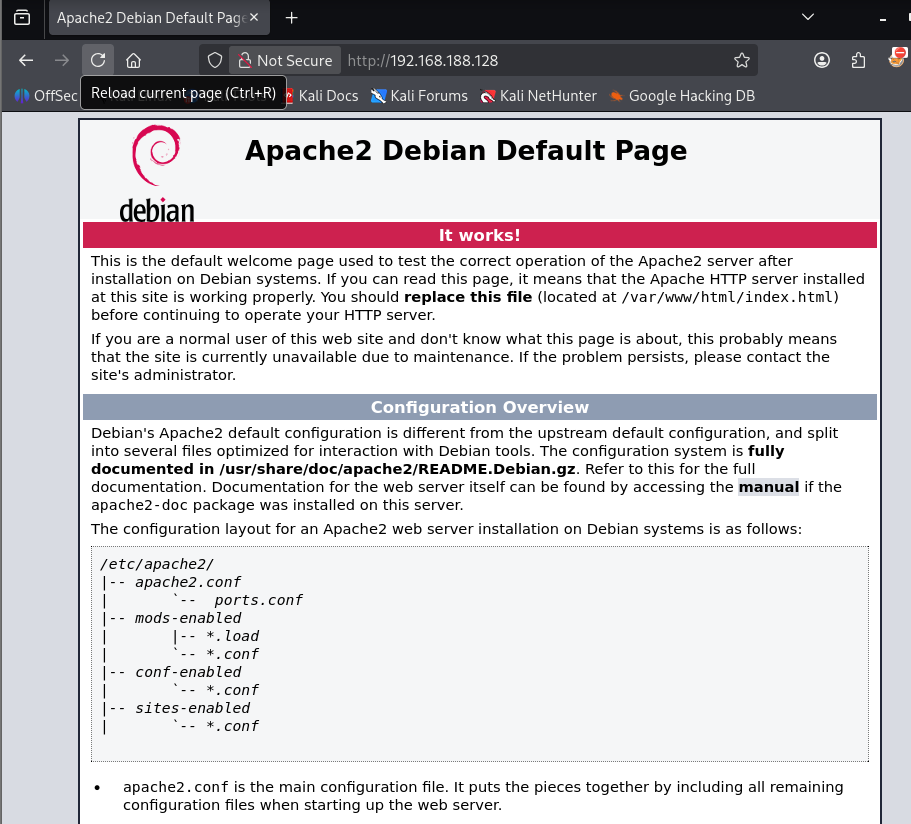 Apache2 Debian Default Page
Not Secure
http://192.168.188.128
Reload current page (Ctrl+R)
OffSec
Kali Docs
Kali Forums
Kali NetHunter
Google Hacking DB
debian
Apache2 Debian Default Page
It works!
This is the default welcome page used to test the correct operation of the Apache2 server after
installation on Debian systems. If you can read this page, it means that the Apache HTTP server installed
at this site is working properly. You should replace this file (located at /var/www/html/index.html)
before continuing to operate your HTTP server.
If you are a normal user of this web site and don't know what this page is about, this probably means
that the site is currently unavailable due to maintenance. If the problem persists, please contact the
site's administrator.
Configuration Overview
Debian's Apache2 default configuration is different from the upstream default configuration, and split
into several files optimized for interaction with Debian tools. The configuration system is fully
documented in /usr/share/doc/apache2/README.Debian.gz. Refer to this for the full
documentation. Documentation for the web server itself can be found by accessing the manual if the
apache2-doc package was installed on this server.
The configuration layout for an Apache2 web server installation on Debian systems is as follows:
/etc/apache2/
|-- apache2.conf
|       `--  ports.conf
|-- mods-enabled
|       |-- *.load
|       `-- *.conf
|-- conf-enabled
|       `-- *.conf
|-- sites-enabled
|       `-- *.conf
• apache2.conf is the main configuration file. It puts the pieces together by including all remaining
configuration files when starting up the web server.